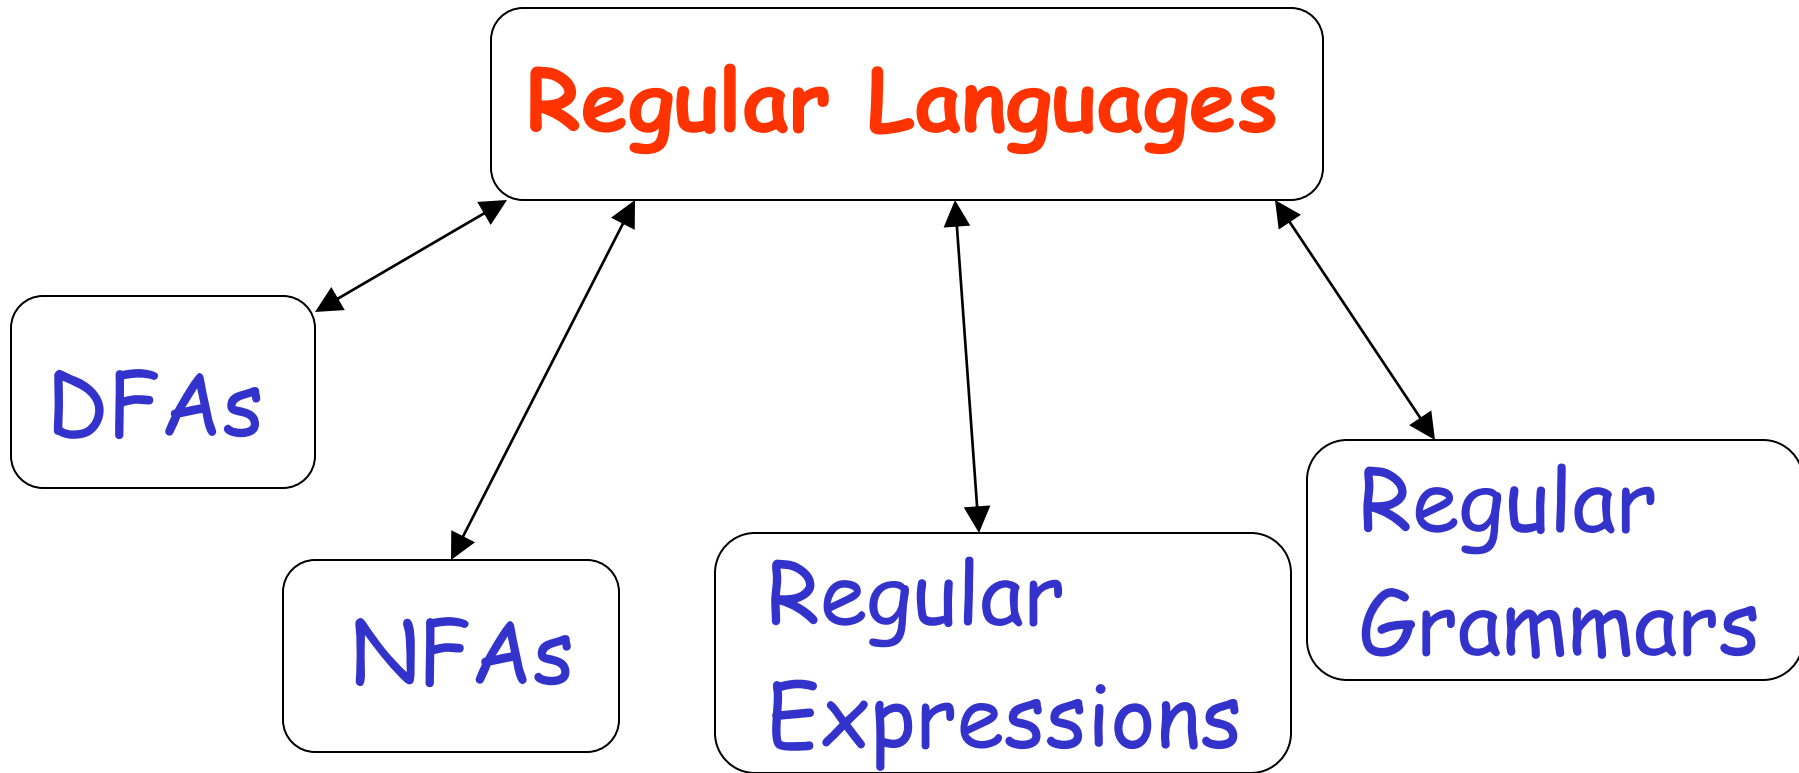 Regular Languages
DFAs
NFAs
Regular
Expressions
Regular
Grammars